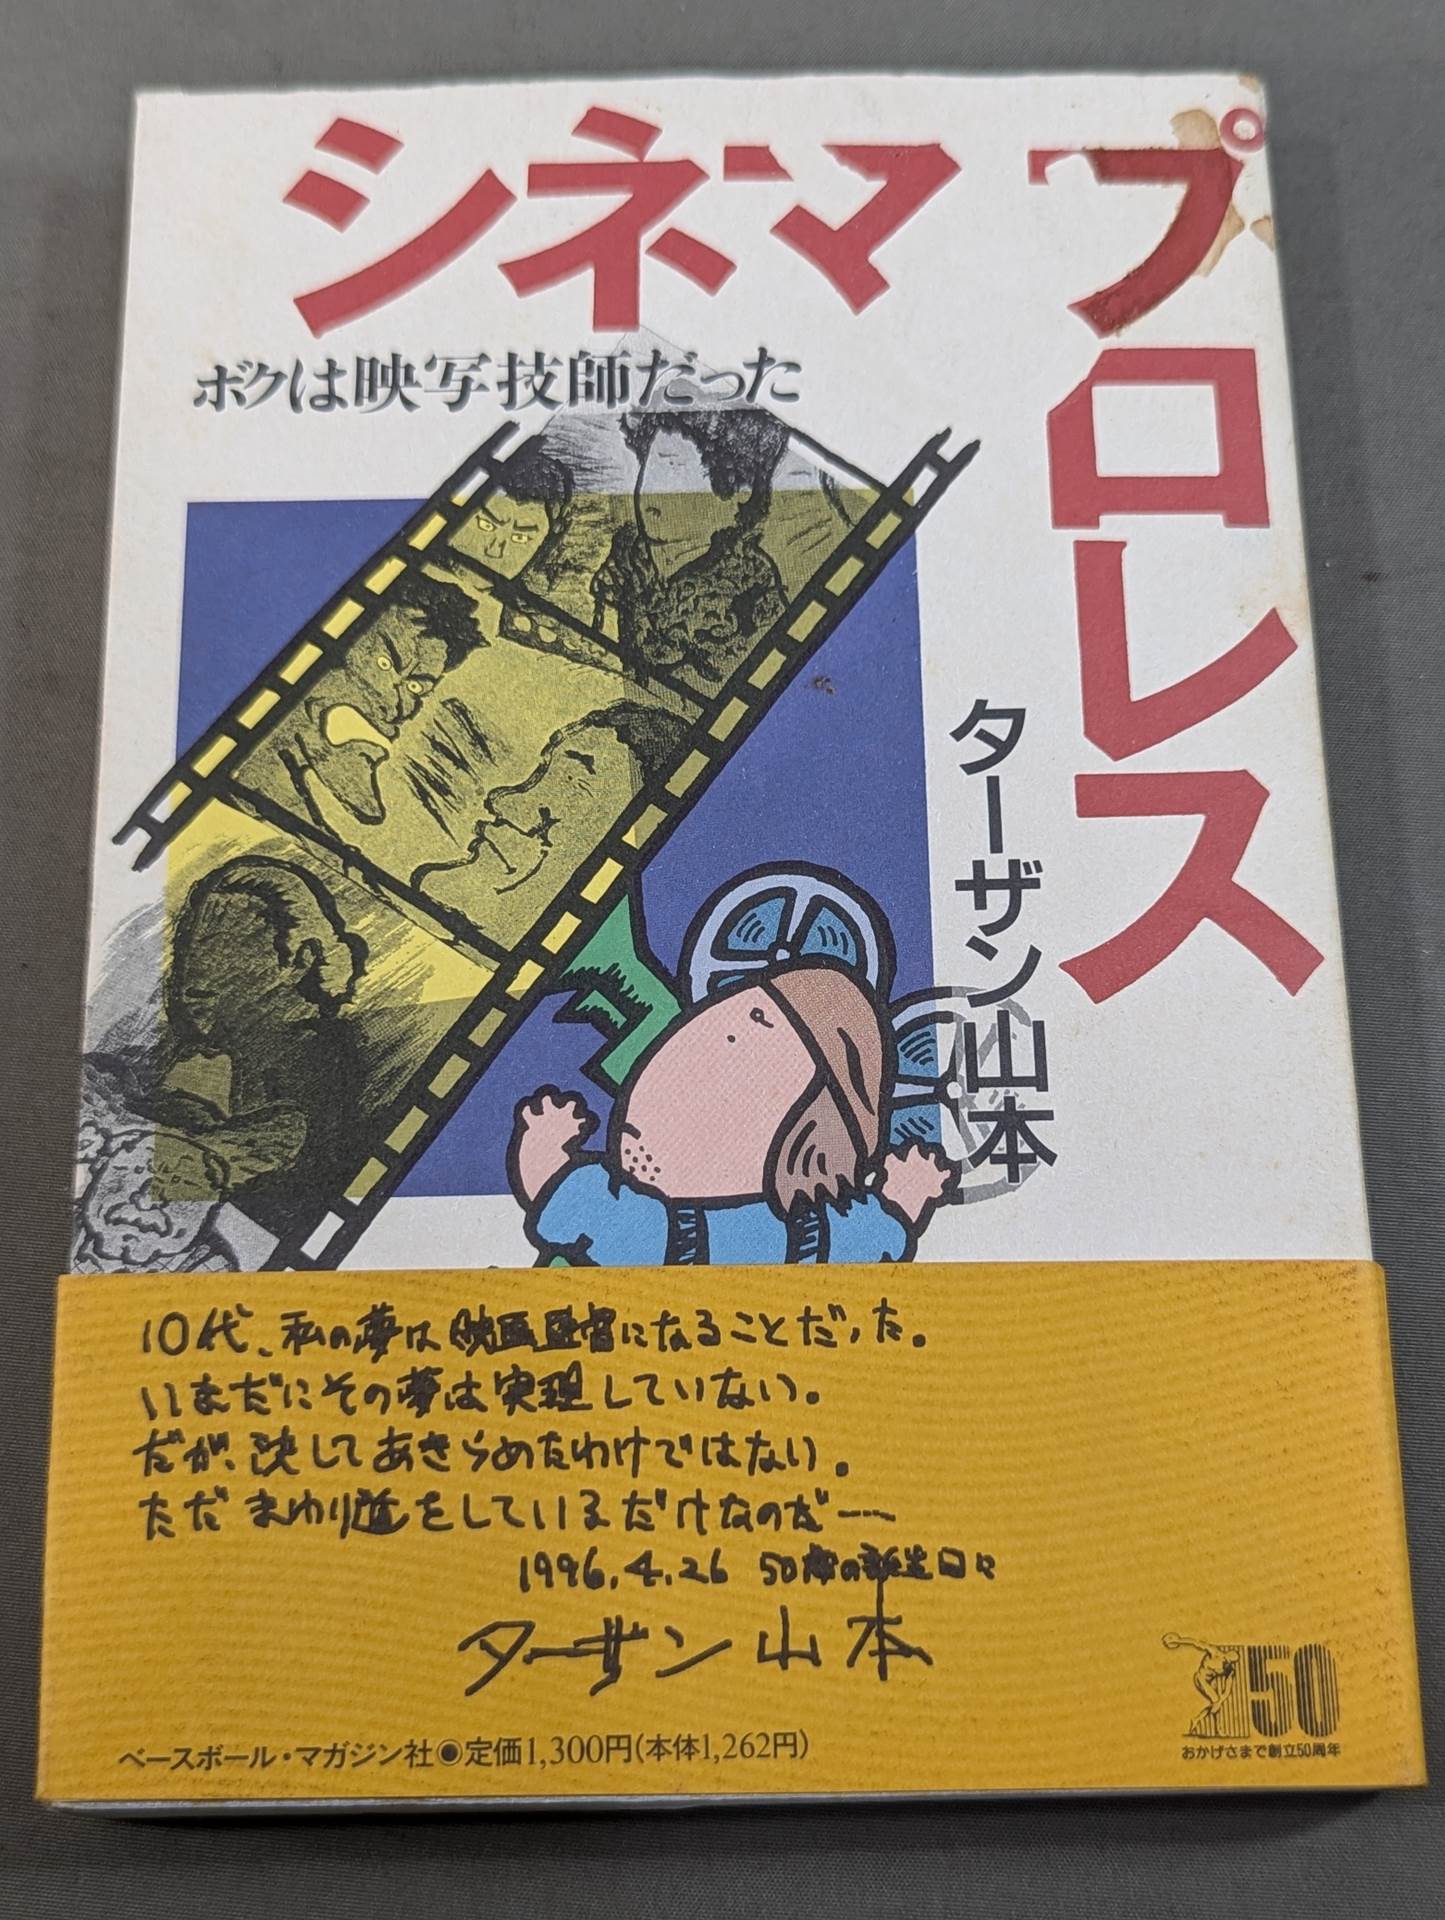 シネマプロレス
ボクは映写技師だった
ターザン山本
10代、私の夢は映画監督になることだった。
いまだにその夢は実現していない。
だが、決してあきらめたわけではない。
ただまわり道をしているだけなのだ──
1996.4.26 50歳の誕生日に
ターザン山本
ベースボール・マガジン社●定価1,300円(本体1,262円)
50
おかげさまで創立50周年